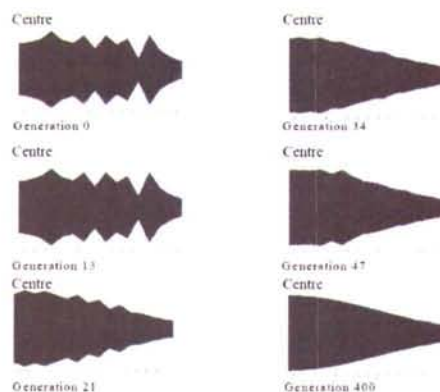 Centre
Generation 0
Centre
Generation 13
Centre
Generation 21
Centre
Generation 34
Centre
Generation 47
Centre
Generation 400